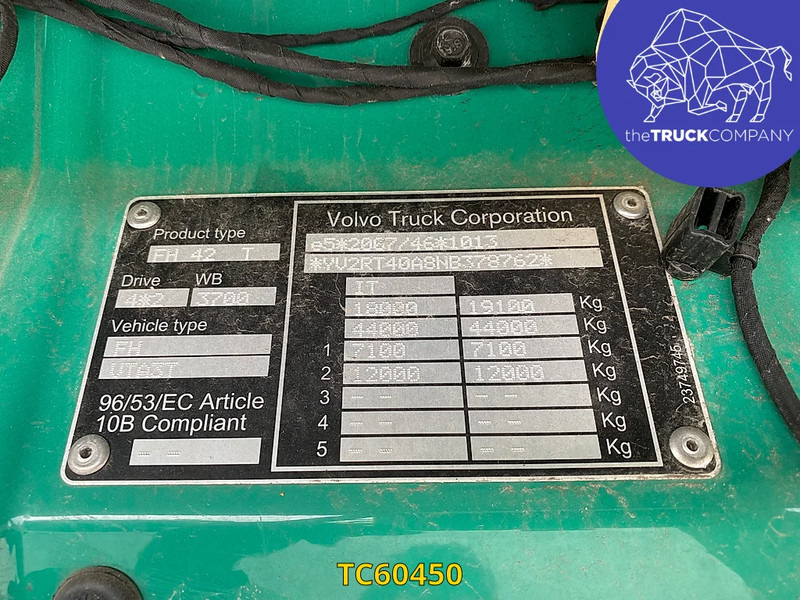 theTRUCKCOMPANY
Volvo Truck Corporation
Product type
FH 42 T
e5*2007/46*1013
*YV2RT40A8NB378762*
Drive WB
4*2 3700
IT
18000 19100 Kg
44000 44000 Kg
Vehicle type
FH
VTA3T
1 7100 7100 Kg
2 12000 12000 Kg
3 -- -- -- -- Kg
4 -- -- -- -- Kg
5 -- -- -- -- Kg
96/53/EC Article
10B Compliant
-- --
23749745
TC60450